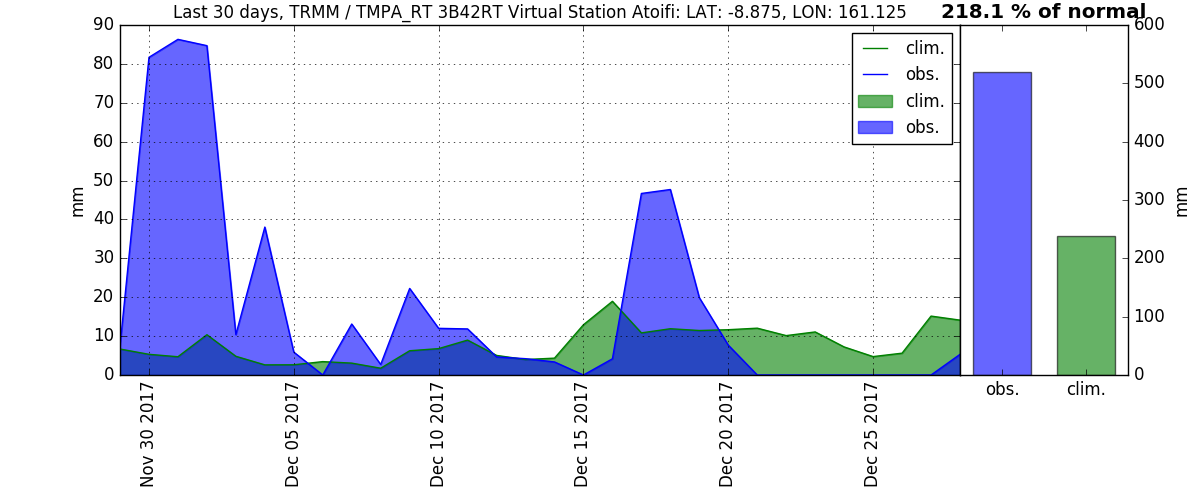 Last 30 days, TRMM / TMPA_RT 3B42RT Virtual Station Atoifi: LAT: -8.875, LON: 161.125
218.1 % of normal
90
80
70
60
50
40
30
20
10
0
mm
clim.
obs.
clim.
obs.
600
500
400
300
200
100
0
mm
Nov 30 2017
Dec 05 2017
Dec 10 2017
Dec 15 2017
Dec 20 2017
Dec 25 2017
obs.
clim.